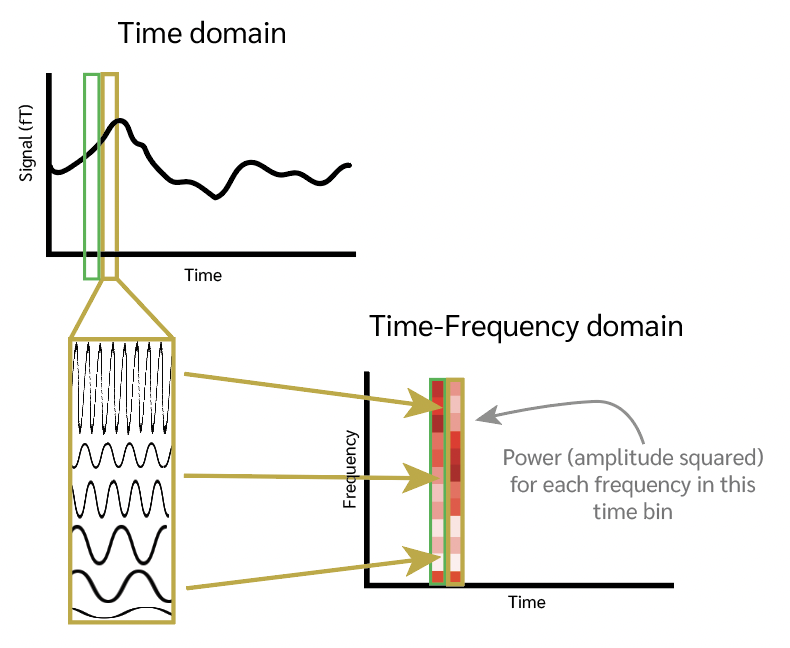 Time domain
Signal (fT)
Time
Time-Frequency domain
Frequency
Power (amplitude squared)
for each frequency in this
time bin
Time